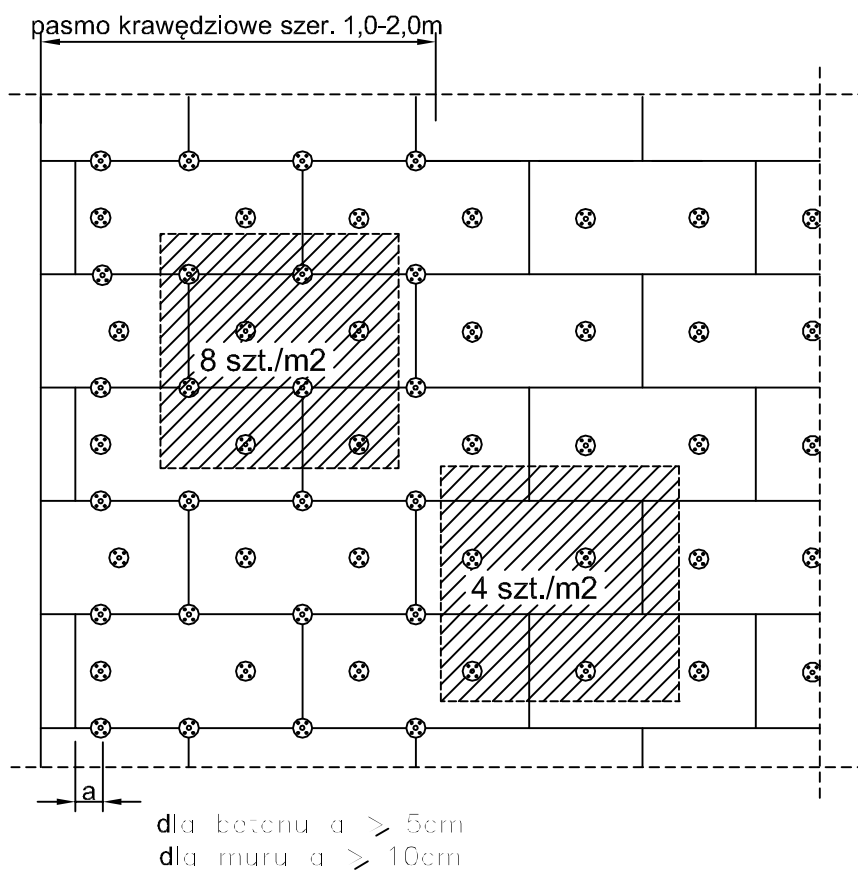 pasmo krawędziowe szer. 1,0-2,0m
8 szt./m2
4 szt./m2
a
dla betonu a ⩾ 5cm
dla muru a ⩾ 10cm